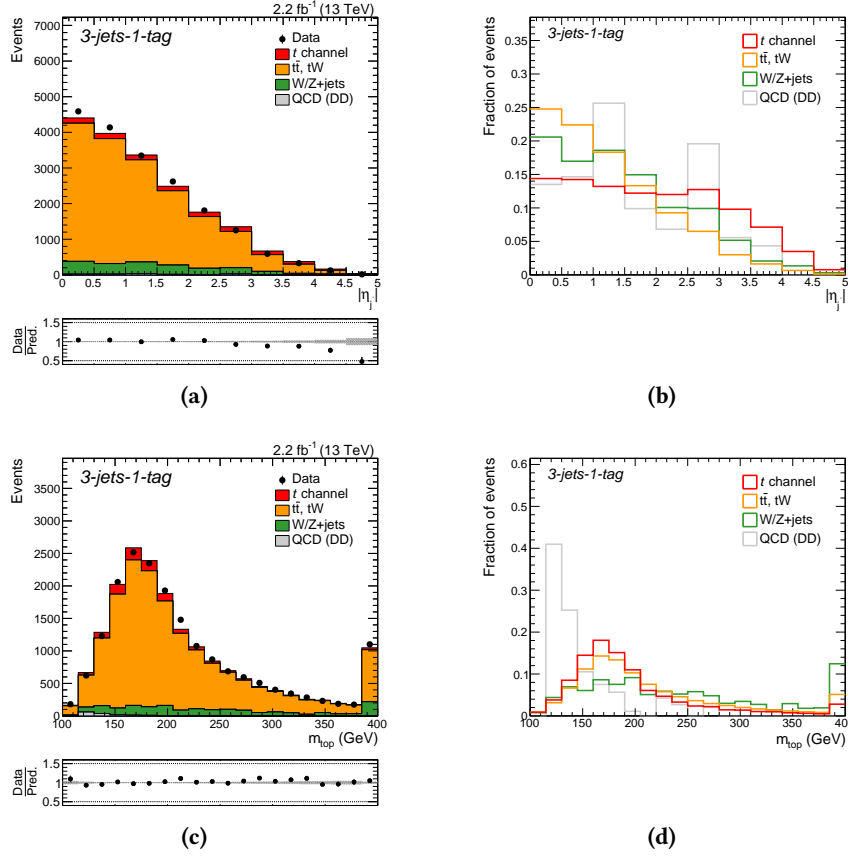 2.2 fb⁻¹ (13 TeV)
3-jets-1-tag
Events
7000
6000
5000
4000
3000
2000
1000
0
Data
t channel
tt̄, tW
W/Z+jets
QCD (DD)
0 0.5 1 1.5 2 2.5 3 3.5 4 4.5 5
|ηj'|
Data
Pred.
1.5
1
0.5
(a)
3-jets-1-tag
Fraction of events
0.35
0.3
0.25
0.2
0.15
0.1
0.05
0
t channel
tt̄, tW
W/Z+jets
QCD (DD)
0 0.5 1 1.5 2 2.5 3 3.5 4 4.5 5
|ηj'|
(b)
2.2 fb⁻¹ (13 TeV)
3-jets-1-tag
Events
3500
3000
2500
2000
1500
1000
500
0
Data
t channel
tt̄, tW
W/Z+jets
QCD (DD)
100 150 200 250 300 350 400
m_top (GeV)
Data
Pred.
1.5
1
0.5
(c)
3-jets-1-tag
Fraction of events
0.6
0.5
0.4
0.3
0.2
0.1
0
t channel
tt̄, tW
W/Z+jets
QCD (DD)
100 150 200 250 300 350 400
m_top (GeV)
(d)